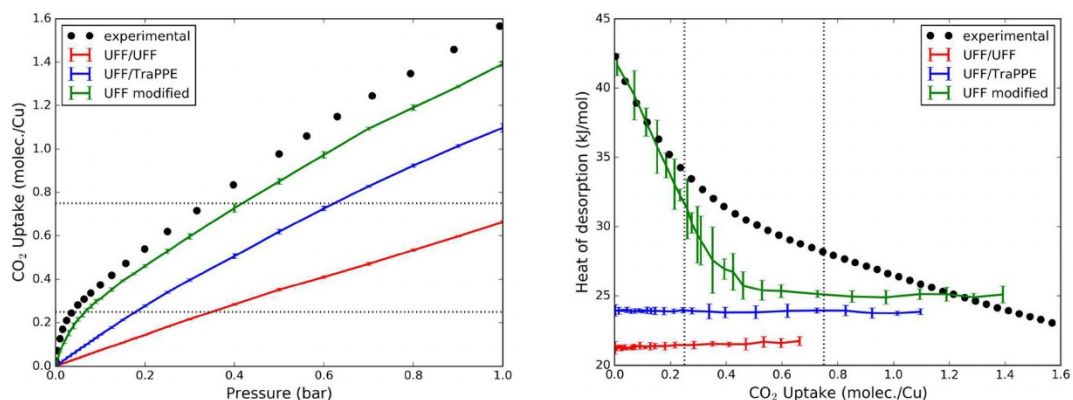 experimental
UFF/UFF
UFF/TraPPE
UFF modified
1.6
1.4
1.2
1.0
0.8
0.6
0.4
0.2
0.0
CO₂ Uptake (molec./Cu)
0.0 0.2 0.4 0.6 0.8 1.0
Pressure (bar)
experimental
UFF/UFF
UFF/TraPPE
UFF modified
45
40
35
30
25
20
Heat of desorption (kJ/mol)
0.0 0.2 0.4 0.6 0.8 1.0 1.2 1.4 1.6
CO₂ Uptake (molec./Cu)